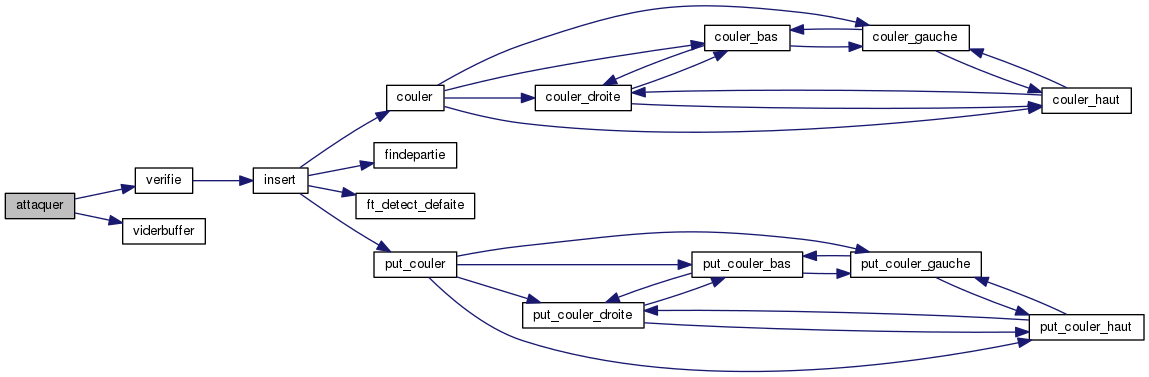 attaquer
verifie
viderbuffer
insert
couler
findepartie
ft_detect_defaite
put_couler
couler_bas
couler_gauche
couler_droite
couler_haut
put_couler_bas
put_couler_gauche
put_couler_droite
put_couler_haut